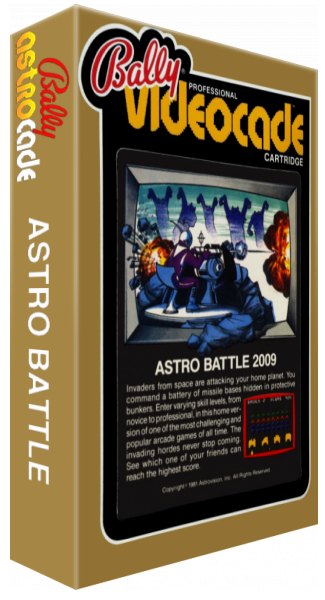 Bally
astrocade
ASTRO BATTLE
Bally
PROFESSIONAL
VIDEOCADE
CARTRIDGE
ASTRO BATTLE 2009
Invaders from space are attacking your home planet. You
command a battery of missile bases hidden in protective
bunkers. Enter varying skill levels, from
novice to professional, in this home ver-
sion of one of the most challenging and
popular arcade games of all time. The
invading hordes never stop coming.
See which one of your friends can
reach the highest score.
Copyright 1981 Astrovision, Inc. All Rights Reserved.